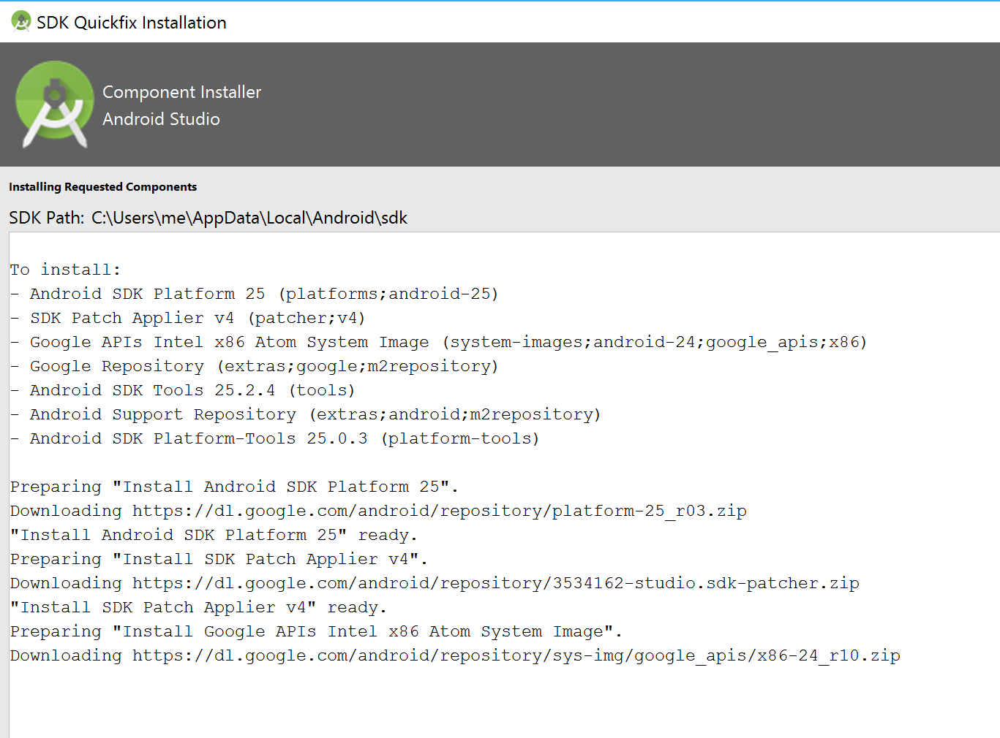 SDK Quickfix Installation
Component Installer
Android Studio
Installing Requested Components
SDK Path: C:\Users\me\AppData\Local\Android\sdk
To install:
- Android SDK Platform 25 (platforms;android-25)
- SDK Patch Applier v4 (patcher;v4)
- Google APIs Intel x86 Atom System Image (system-images;android-24;google_apis;x86)
- Google Repository (extras;google;m2repository)
- Android SDK Tools 25.2.4 (tools)
- Android Support Repository (extras;android;m2repository)
- Android SDK Platform-Tools 25.0.3 (platform-tools)
Preparing "Install Android SDK Platform 25".
Downloading https://dl.google.com/android/repository/platform-25_r03.zip
"Install Android SDK Platform 25" ready.
Preparing "Install SDK Patch Applier v4".
Downloading https://dl.google.com/android/repository/3534162-studio.sdk-patcher.zip
"Install SDK Patch Applier v4" ready.
Preparing "Install Google APIs Intel x86 Atom System Image".
Downloading https://dl.google.com/android/repository/sys-img/google_apis/x86-24_r10.zip